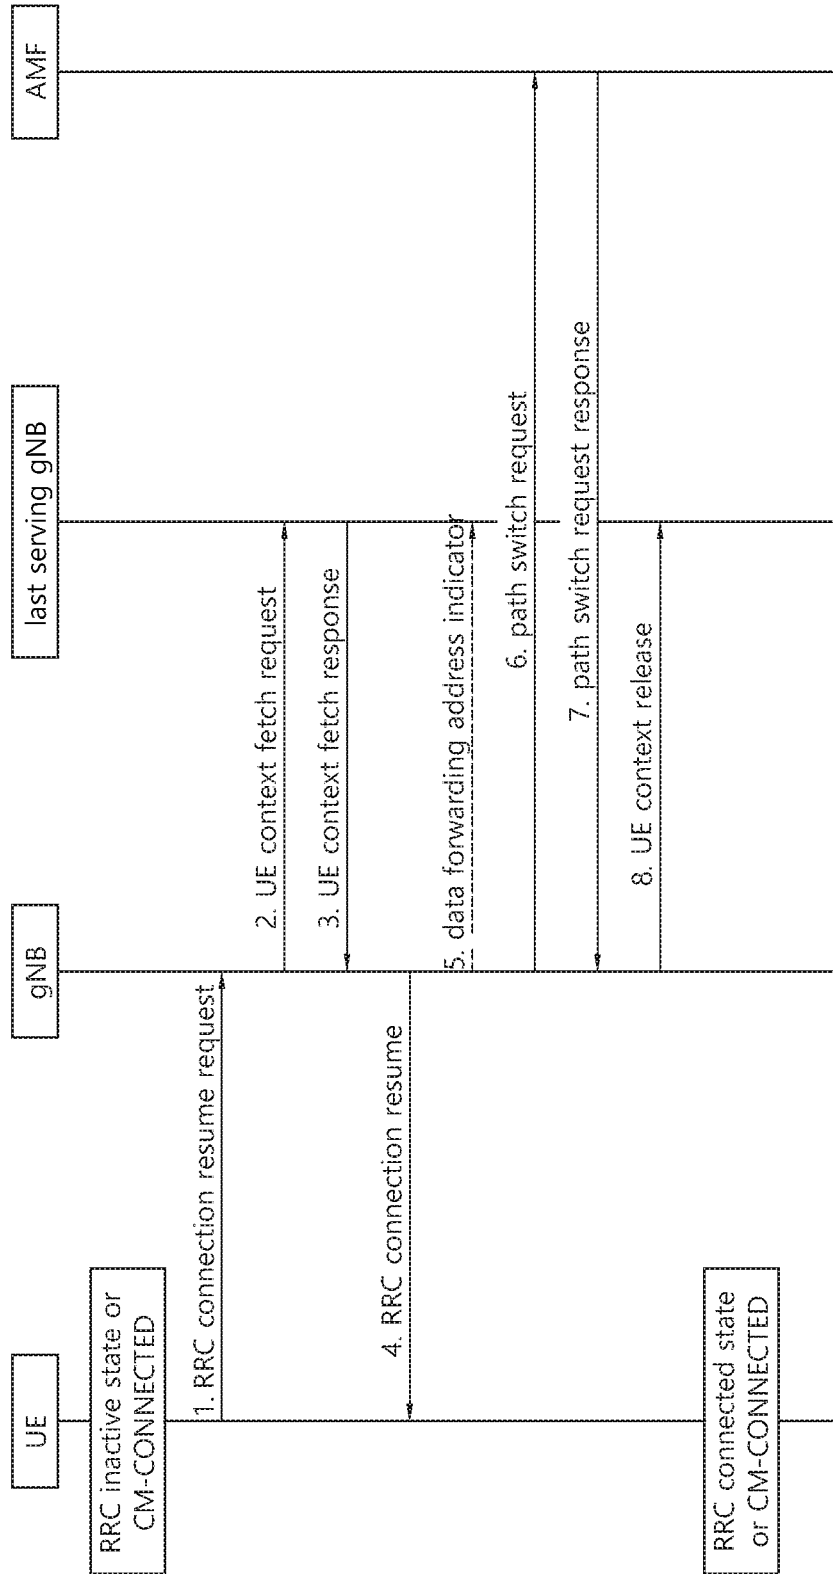 UE
gNB
last serving gNB
AMF
RRC inactive state or
CM-CONNECTED
1. RRC connection resume request
2. UE context fetch request
3. UE context fetch response
4. RRC connection resume
5. data forwarding address indicator
6. path switch request
7. path switch request response
8. UE context release
RRC connected state
or CM-CONNECTED